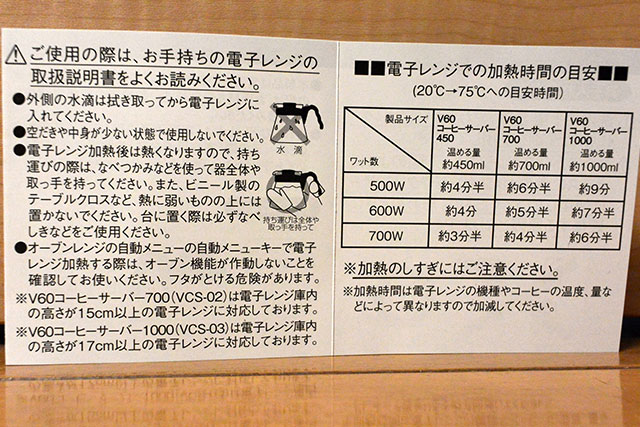 ご使用の際は、お手持ちの電子レンジの
取扱説明書をよくお読みください。
●外側の水滴は拭き取ってから電子レンジに
入れてください。
●空だきや中身が少ない状態で使用しないでください。
●電子レンジ加熱後は熱くなりますので、持ち
運びの際は、なべつかみなどを使って器全体や
取っ手を持ってください。また、ビニール製の
テーブルクロスなど、熱に弱いものの上には
置かないでください。台に置く際は必ずなべ
しきなどをご使用ください。
水 滴
持ち運びは全体や
取っ手を持って
●オーブンレンジの自動メニューの自動メニューキーで電子
レンジ加熱する際は、オーブン機能が作動しないことを
確認してお使いください。フタがとける危険があります。
※V60コーヒーサーバー700(VCS-02)は電子レンジ庫内
の高さが15cm以上の電子レンジに対応しております。
※V60コーヒーサーバー1000(VCS-03)は電子レンジ庫内
の高さが17cm以上の電子レンジに対応しております。
■■電子レンジでの加熱時間の目安■■
(20℃→75℃への目安時間)
製品サイズ
ワット数
V60
コーヒーサーバー
450
温める量
約450ml
V60
コーヒーサーバー
700
温める量
約700ml
V60
コーヒーサーバー
1000
温める量
約1000ml
500W 約4分半 約6分半 約9分
600W 約4分 約5分半 約7分半
700W 約3分半 約4分半 約6分半
※加熱のしすぎにはご注意ください。
※加熱時間は電子レンジの機種やコーヒーの温度、量な
どによって異なりますので加減してください。